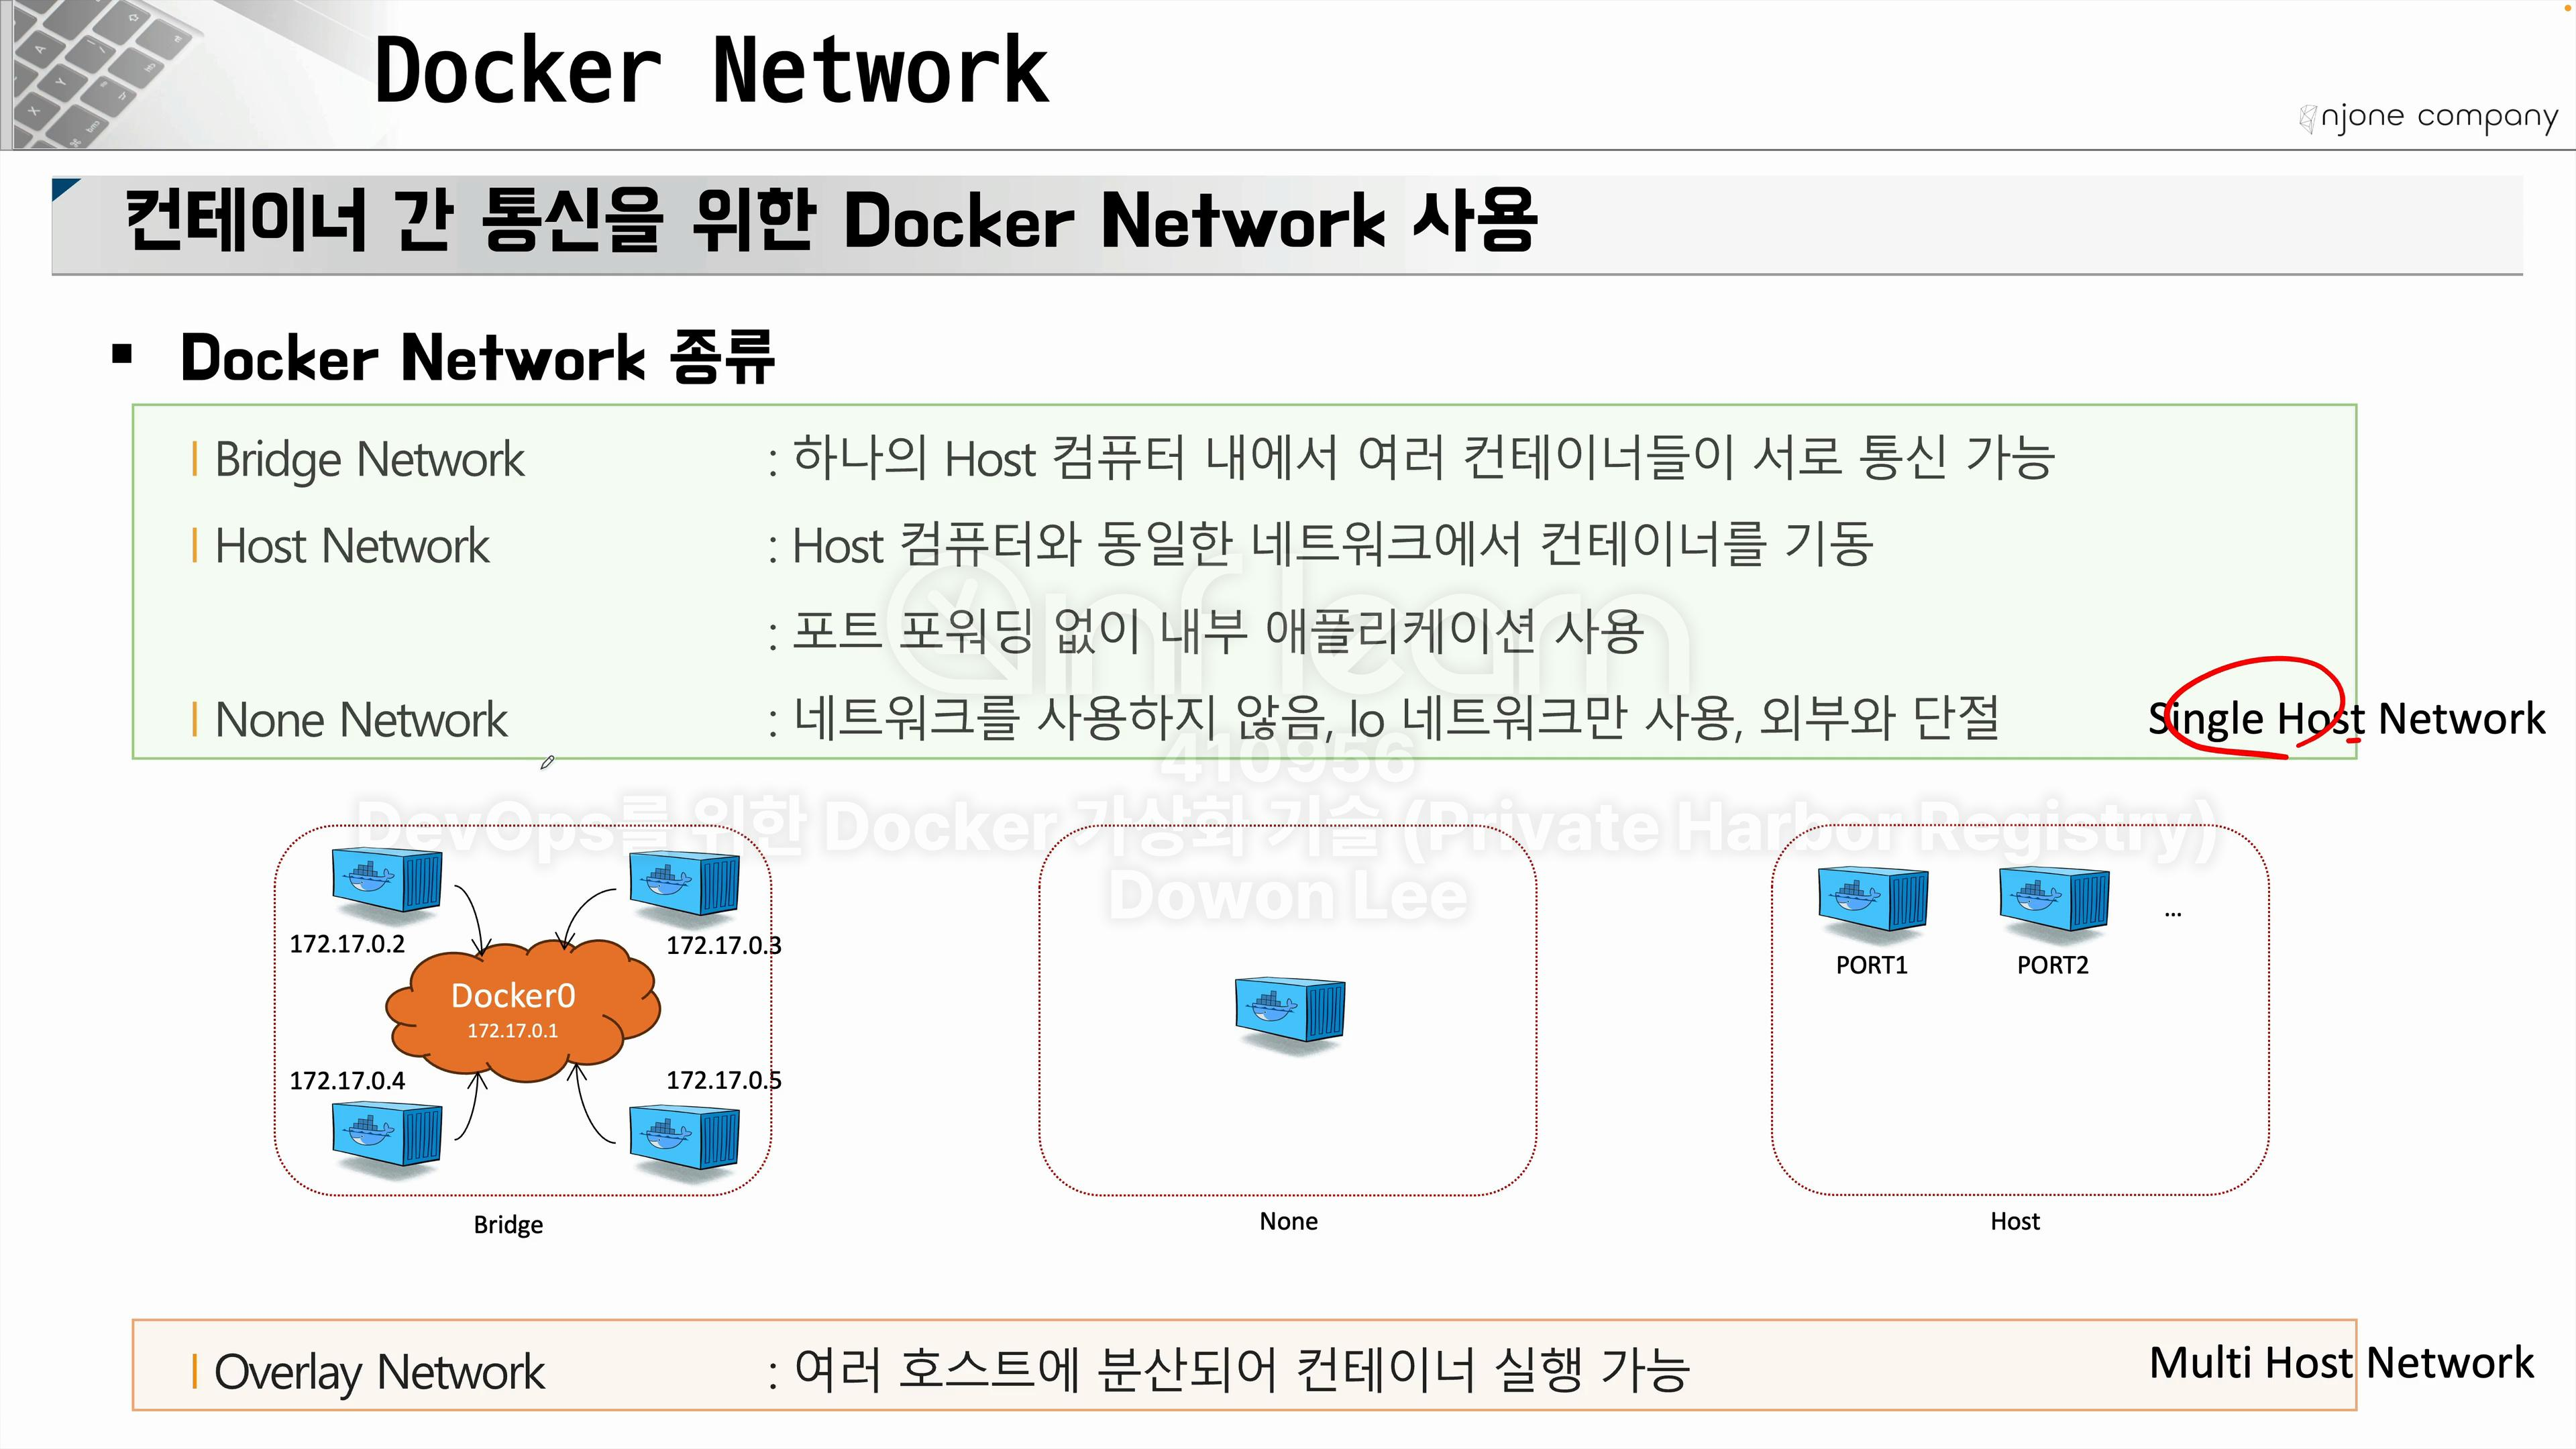 Docker Network
njone company
컨테이너 간 통신을 위한 Docker Network 사용
▪ Docker Network 종류
| Bridge Network : 하나의 Host 컴퓨터 내에서 여러 컨테이너들이 서로 통신 가능
| Host Network : Host 컴퓨터와 동일한 네트워크에서 컨테이너를 기동
: 포트 포워딩 없이 내부 애플리케이션 사용
| None Network : 네트워크를 사용하지 않음, lo 네트워크만 사용, 외부와 단절
Single Host Network
inflearn
410956
DevOps를 위한 Docker 가상화 기술 (Private Harbor Registry)
Dowon Lee
172.17.0.2
172.17.0.3
Docker0
172.17.0.1
172.17.0.4
172.17.0.5
Bridge
None
PORT1
PORT2
...
Host
| Overlay Network : 여러 호스트에 분산되어 컨테이너 실행 가능
Multi Host Network